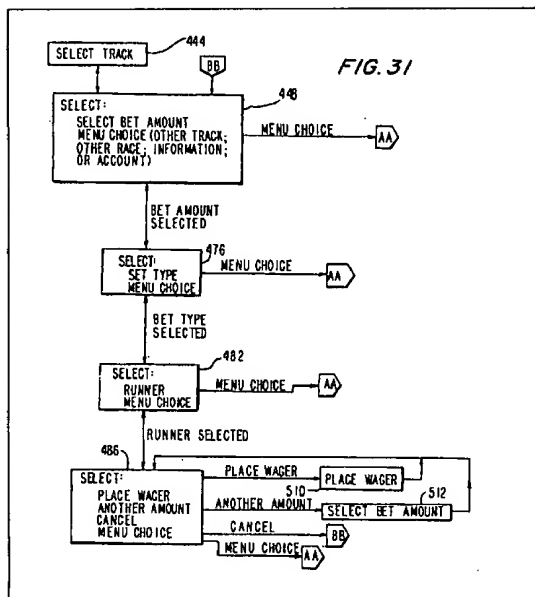 444
SELECT TRACK
BB
FIG. 31
448
SELECT:
SELECT BET AMOUNT
MENU CHOICE (OTHER TRACK;
OTHER RACE; INFORMATION;
OR ACCOUNT)
MENU CHOICE
AA
BET AMOUNT
SELECTED
476
SELECT:
SET TYPE
MENU CHOICE
MENU CHOICE
AA
BET TYPE
SELECTED
482
SELECT:
RUNNER
MENU CHOICE
MENU CHOICE
AA
RUNNER SELECTED
486
SELECT:
PLACE WAGER
ANOTHER AMOUNT
CANCEL
MENU CHOICE
PLACE WAGER
510
PLACE WAGER
512
ANOTHER AMOUNT
SELECT BET AMOUNT
CANCEL
BB
MENU CHOICE
AA